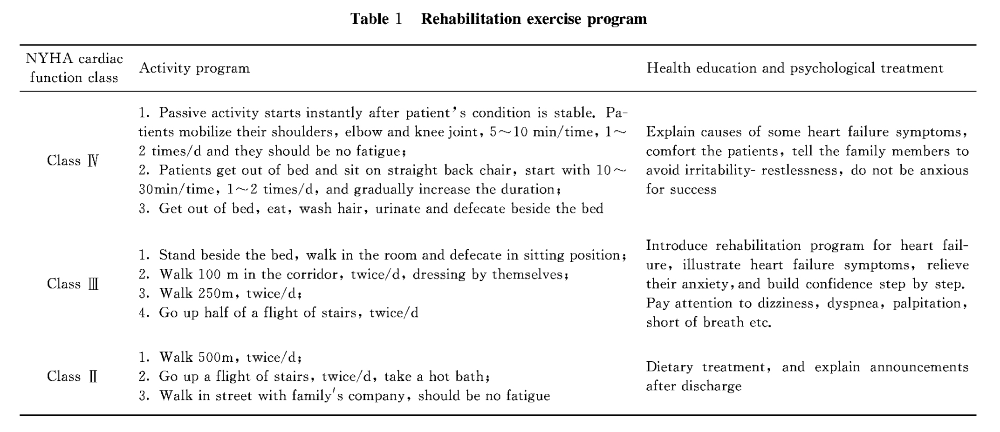 Table 1 Rehabilitation exercise program
NYHA cardiac
function class
Activity program
Health education and psychological treatment
Class Ⅳ
1. Passive activity starts instantly after patient's condition is stable. Pa-
tients mobilize their shoulders, elbow and knee joint, 5～10 min/time, 1～
2 times/d and they should be no fatigue;
2. Patients get out of bed and sit on straight back chair, start with 10～
30min/time, 1～2 times/d, and gradually increase the duration;
3. Get out of bed, eat, wash hair, urinate and defecate beside the bed
Explain causes of some heart failure symptoms,
comfort the patients, tell the family members to
avoid irritability- restlessness, do not be anxious
for success
Class Ⅲ
1. Stand beside the bed, walk in the room and defecate in sitting position;
2. Walk 100 m in the corridor, twice/d, dressing by themselves;
3. Walk 250m, twice/d;
4. Go up half of a flight of stairs, twice/d
Introduce rehabilitation program for heart fail-
ure, illustrate heart failure symptoms, relieve
their anxiety, and build confidence step by step.
Pay attention to dizziness, dyspnea, palpitation,
short of breath etc.
Class Ⅱ
1. Walk 500m, twice/d;
2. Go up a flight of stairs, twice/d, take a hot bath;
3. Walk in street with family's company, should be no fatigue
Dietary treatment, and explain announcements
after discharge